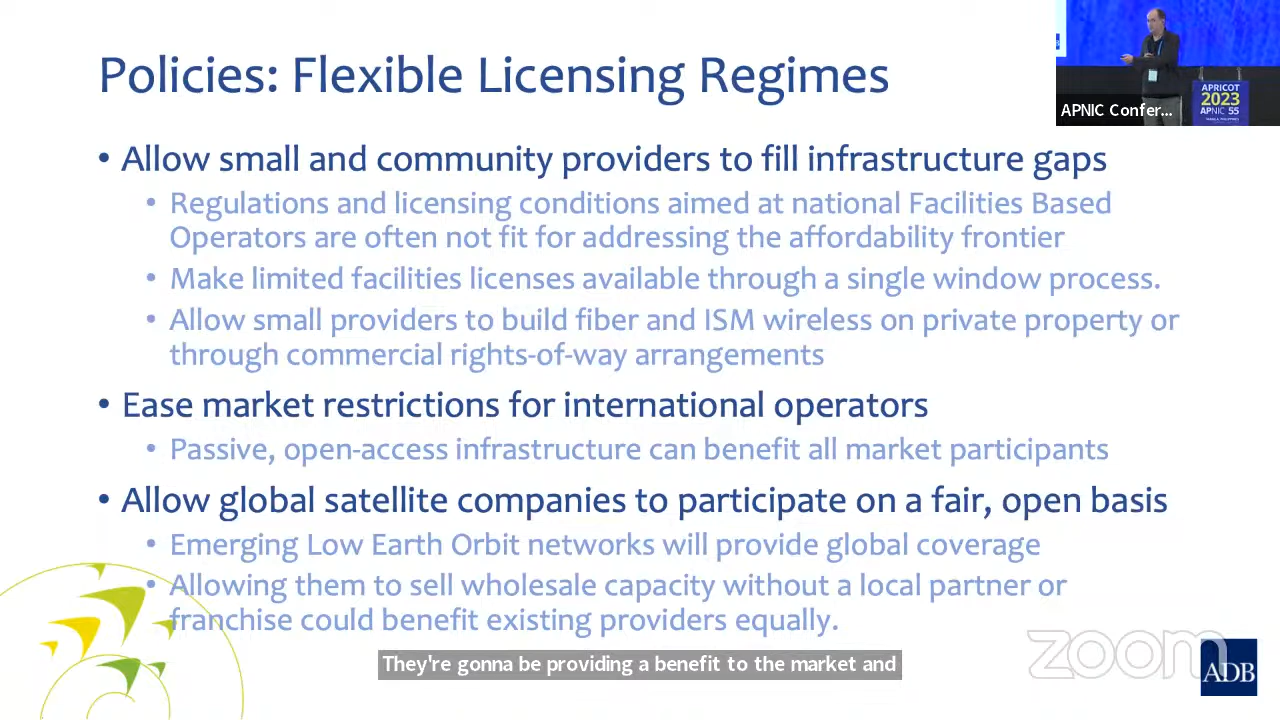 Policies: Flexible Licensing Regimes
• Allow small and community providers to fill infrastructure gaps
• Regulations and licensing conditions aimed at national Facilities Based
Operators are often not fit for addressing the affordability frontier
• Make limited facilities licenses available through a single window process.
• Allow small providers to build fiber and ISM wireless on private property or
through commercial rights-of-way arrangements
• Ease market restrictions for international operators
• Passive, open-access infrastructure can benefit all market participants
• Allow global satellite companies to participate on a fair, open basis
• Emerging Low Earth Orbit networks will provide global coverage
• Allowing them to sell wholesale capacity without a local partner or
franchise could benefit existing providers equally.
They're gonna be providing a benefit to the market and
APRICOT
2023
APNIC 55
APNIC Confer...
zoom
ADB